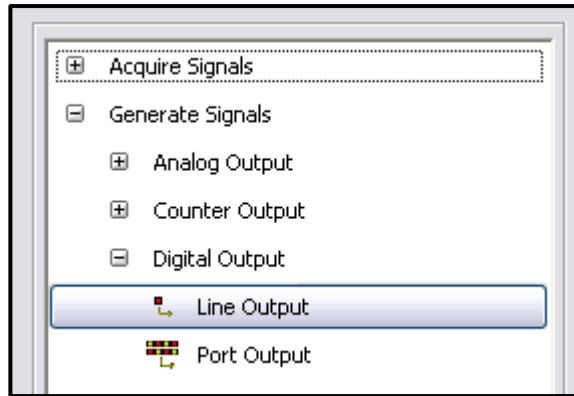 Acquire Signals
Generate Signals
Analog Output
Counter Output
Digital Output
Line Output
Port Output